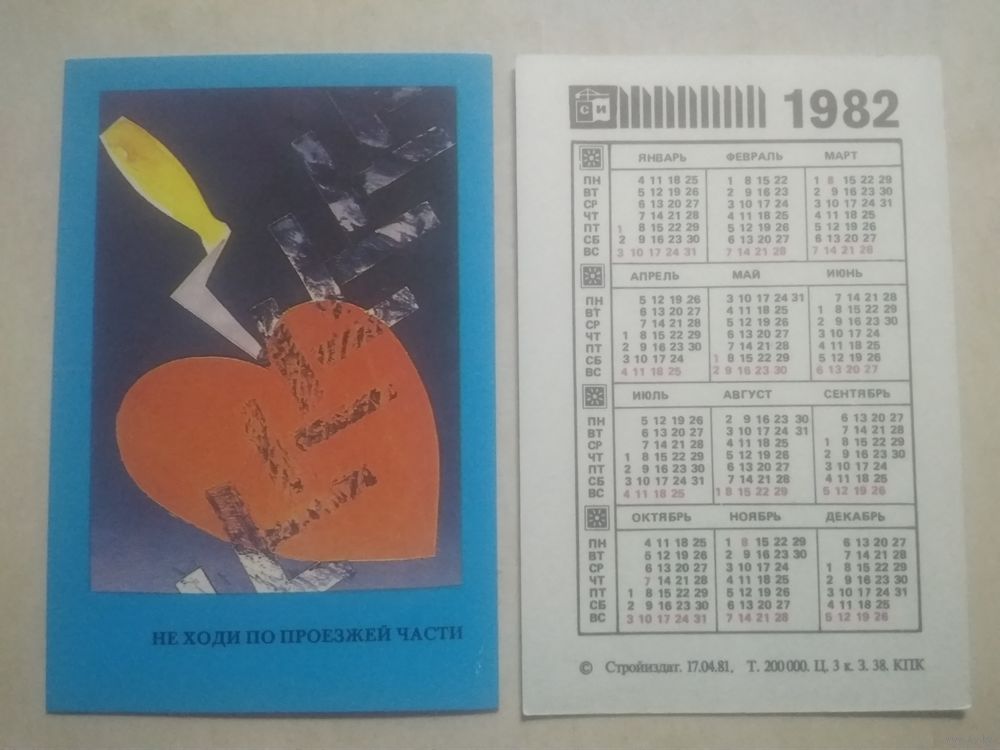 НЕ ХОДИ ПО ПРОЕЗЖЕЙ ЧАСТИ
СИ 1982
ЯНВАРЬ ФЕВРАЛЬ МАРТ
ПН 4 11 18 25 1 8 15 22 1 8 15 22 29
ВТ 5 12 19 26 2 9 16 23 2 9 16 23 30
СР 6 13 20 27 3 10 17 24 3 10 17 24 31
ЧТ 7 14 21 28 4 11 18 25 4 11 18 25
ПТ 1 8 15 22 29 5 12 19 26 5 12 19 26
СБ 2 9 16 23 30 6 13 20 27 6 13 20 27
ВС 3 10 17 24 31 7 14 21 28 7 14 21 28
АПРЕЛЬ МАЙ ИЮНЬ
ПН 5 12 19 26 3 10 17 24 31 7 14 21 28
ВТ 6 13 20 27 4 11 18 25 1 8 15 22 29
СР 7 14 21 28 5 12 19 26 2 9 16 23 30
ЧТ 1 8 15 22 29 6 13 20 27 3 10 17 24
ПТ 2 9 16 23 30 7 14 21 28 4 11 18 25
СБ 3 10 17 24 1 8 15 22 29 5 12 19 26
ВС 4 11 18 25 2 9 16 23 30 6 13 20 27
ИЮЛЬ АВГУСТ СЕНТЯБРЬ
ПН 5 12 19 26 2 9 16 23 30 6 13 20 27
ВТ 6 13 20 27 3 10 17 24 31 7 14 21 28
СР 7 14 21 28 4 11 18 25 1 8 15 22 29
ЧТ 1 8 15 22 29 5 12 19 26 2 9 16 23 30
ПТ 2 9 16 23 30 6 13 20 27 3 10 17 24
СБ 3 10 17 24 31 7 14 21 28 4 11 18 25
ВС 4 11 18 25 1 8 15 22 29 5 12 19 26
ОКТЯБРЬ НОЯБРЬ ДЕКАБРЬ
ПН 4 11 18 25 1 8 15 22 29 6 13 20 27
ВТ 5 12 19 26 2 9 16 23 30 7 14 21 28
СР 6 13 20 27 3 10 17 24 1 8 15 22 29
ЧТ 7 14 21 28 4 11 18 25 2 9 16 23 30
ПТ 1 8 15 22 29 5 12 19 26 3 10 17 24 31
СБ 2 9 16 23 30 6 13 20 27 4 11 18 25
ВС 3 10 17 24 31 7 14 21 28 5 12 19 26
© Стройиздат. 17.04.81. Т. 200 000. Ц. 3 к. З. 38. КПК